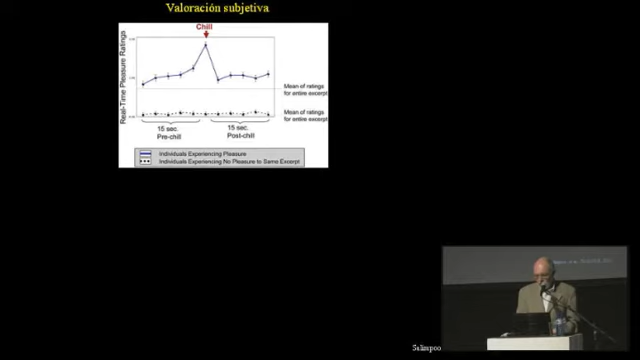 Valoración subjetiva
Chill
Real-Time Pleasure Ratings
Mean of ratings
for entire excerpt
Mean of ratings
for entire excerpt
15 sec.
Pre-chill
15 sec.
Post-chill
Individuals Experiencing Pleasure
Individuals Experiencing No Pleasure to Same Excerpt